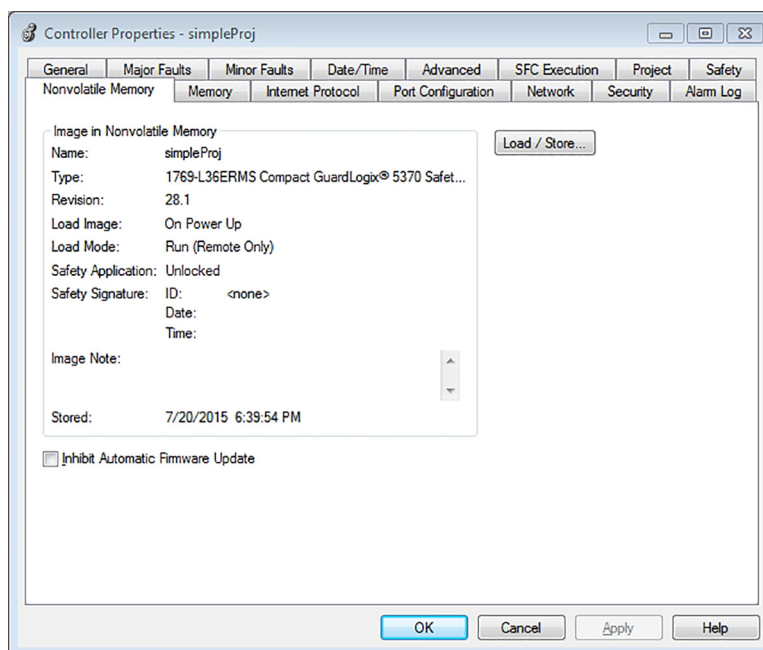 Controller Properties - simpleProj
General Major Faults Minor Faults Date/Time Advanced SFC Execution Project Safety
Nonvolatile Memory Memory Internet Protocol Port Configuration Network Security Alarm Log
Image in Nonvolatile Memory
Load / Store...
Name: simpleProj
Type: 1769-L36ERMS Compact GuardLogix® 5370 Safet...
Revision: 28.1
Load Image: On Power Up
Load Mode: Run (Remote Only)
Safety Application: Unlocked
Safety Signature: ID: <none>
Date:
Time:
Image Note:
Stored: 7/20/2015 6:39:54 PM
Inhibit Automatic Firmware Update
OK Cancel Apply Help